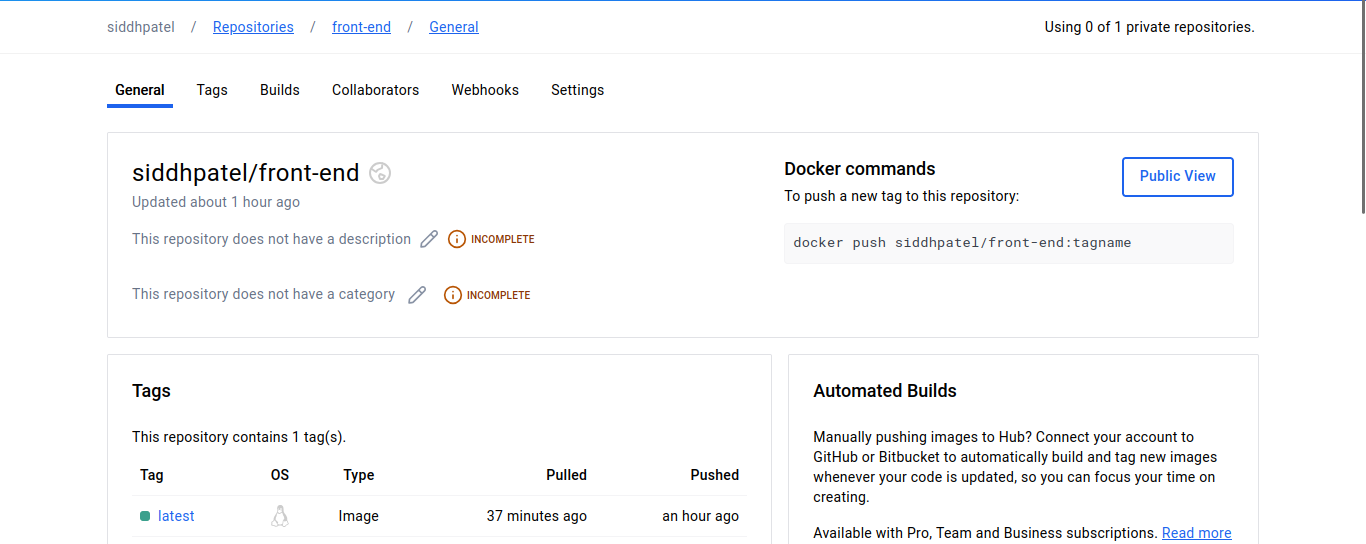 siddhpatel / Repositories / front-end / General
Using 0 of 1 private repositories.
General Tags Builds Collaborators Webhooks Settings
siddhpatel/front-end
Updated about 1 hour ago
This repository does not have a description INCOMPLETE
This repository does not have a category INCOMPLETE
Docker commands
Public View
To push a new tag to this repository:
docker push siddhpatel/front-end:tagname
Tags
This repository contains 1 tag(s).
Tag OS Type Pulled Pushed
latest Image 37 minutes ago an hour ago
Automated Builds
Manually pushing images to Hub? Connect your account to
GitHub or Bitbucket to automatically build and tag new images
whenever your code is updated, so you can focus your time on
creating.
Available with Pro, Team and Business subscriptions. Read more